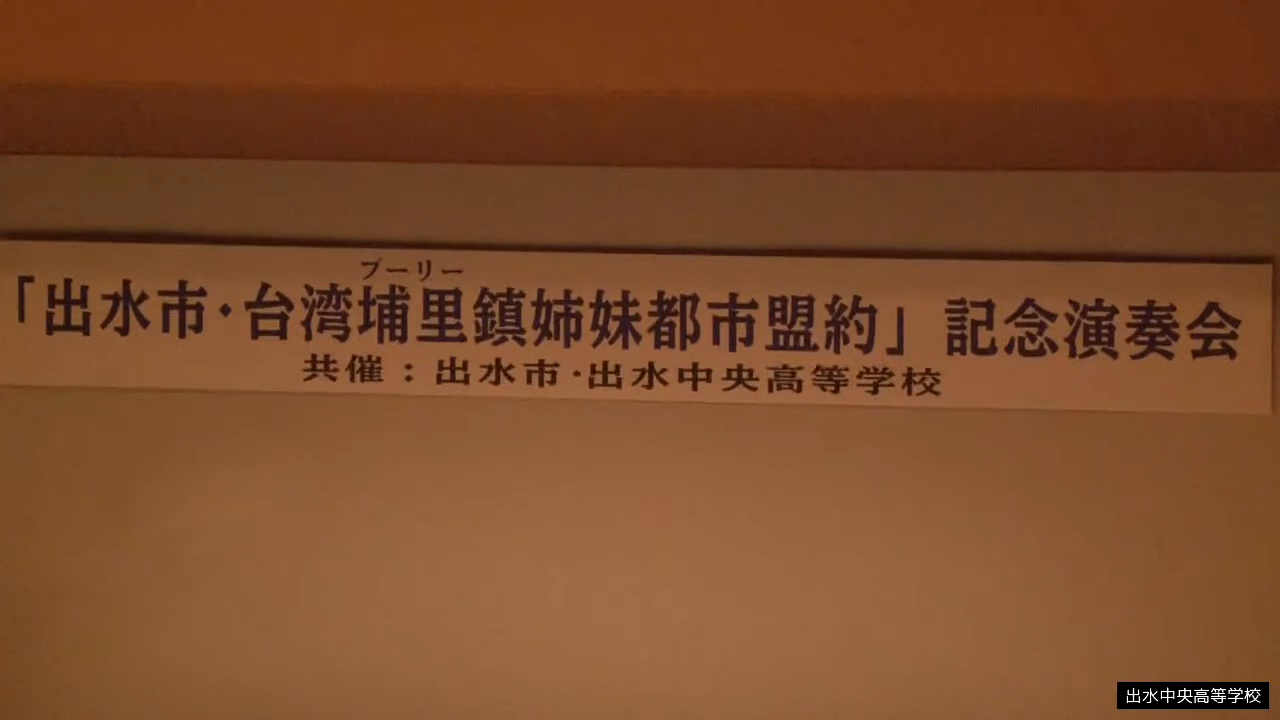 プーリー
「出水市・台湾埔里鎮姉妹都市盟約」記念演奏会
共催：出水市・出水中央高等学校
出水中央高等学校